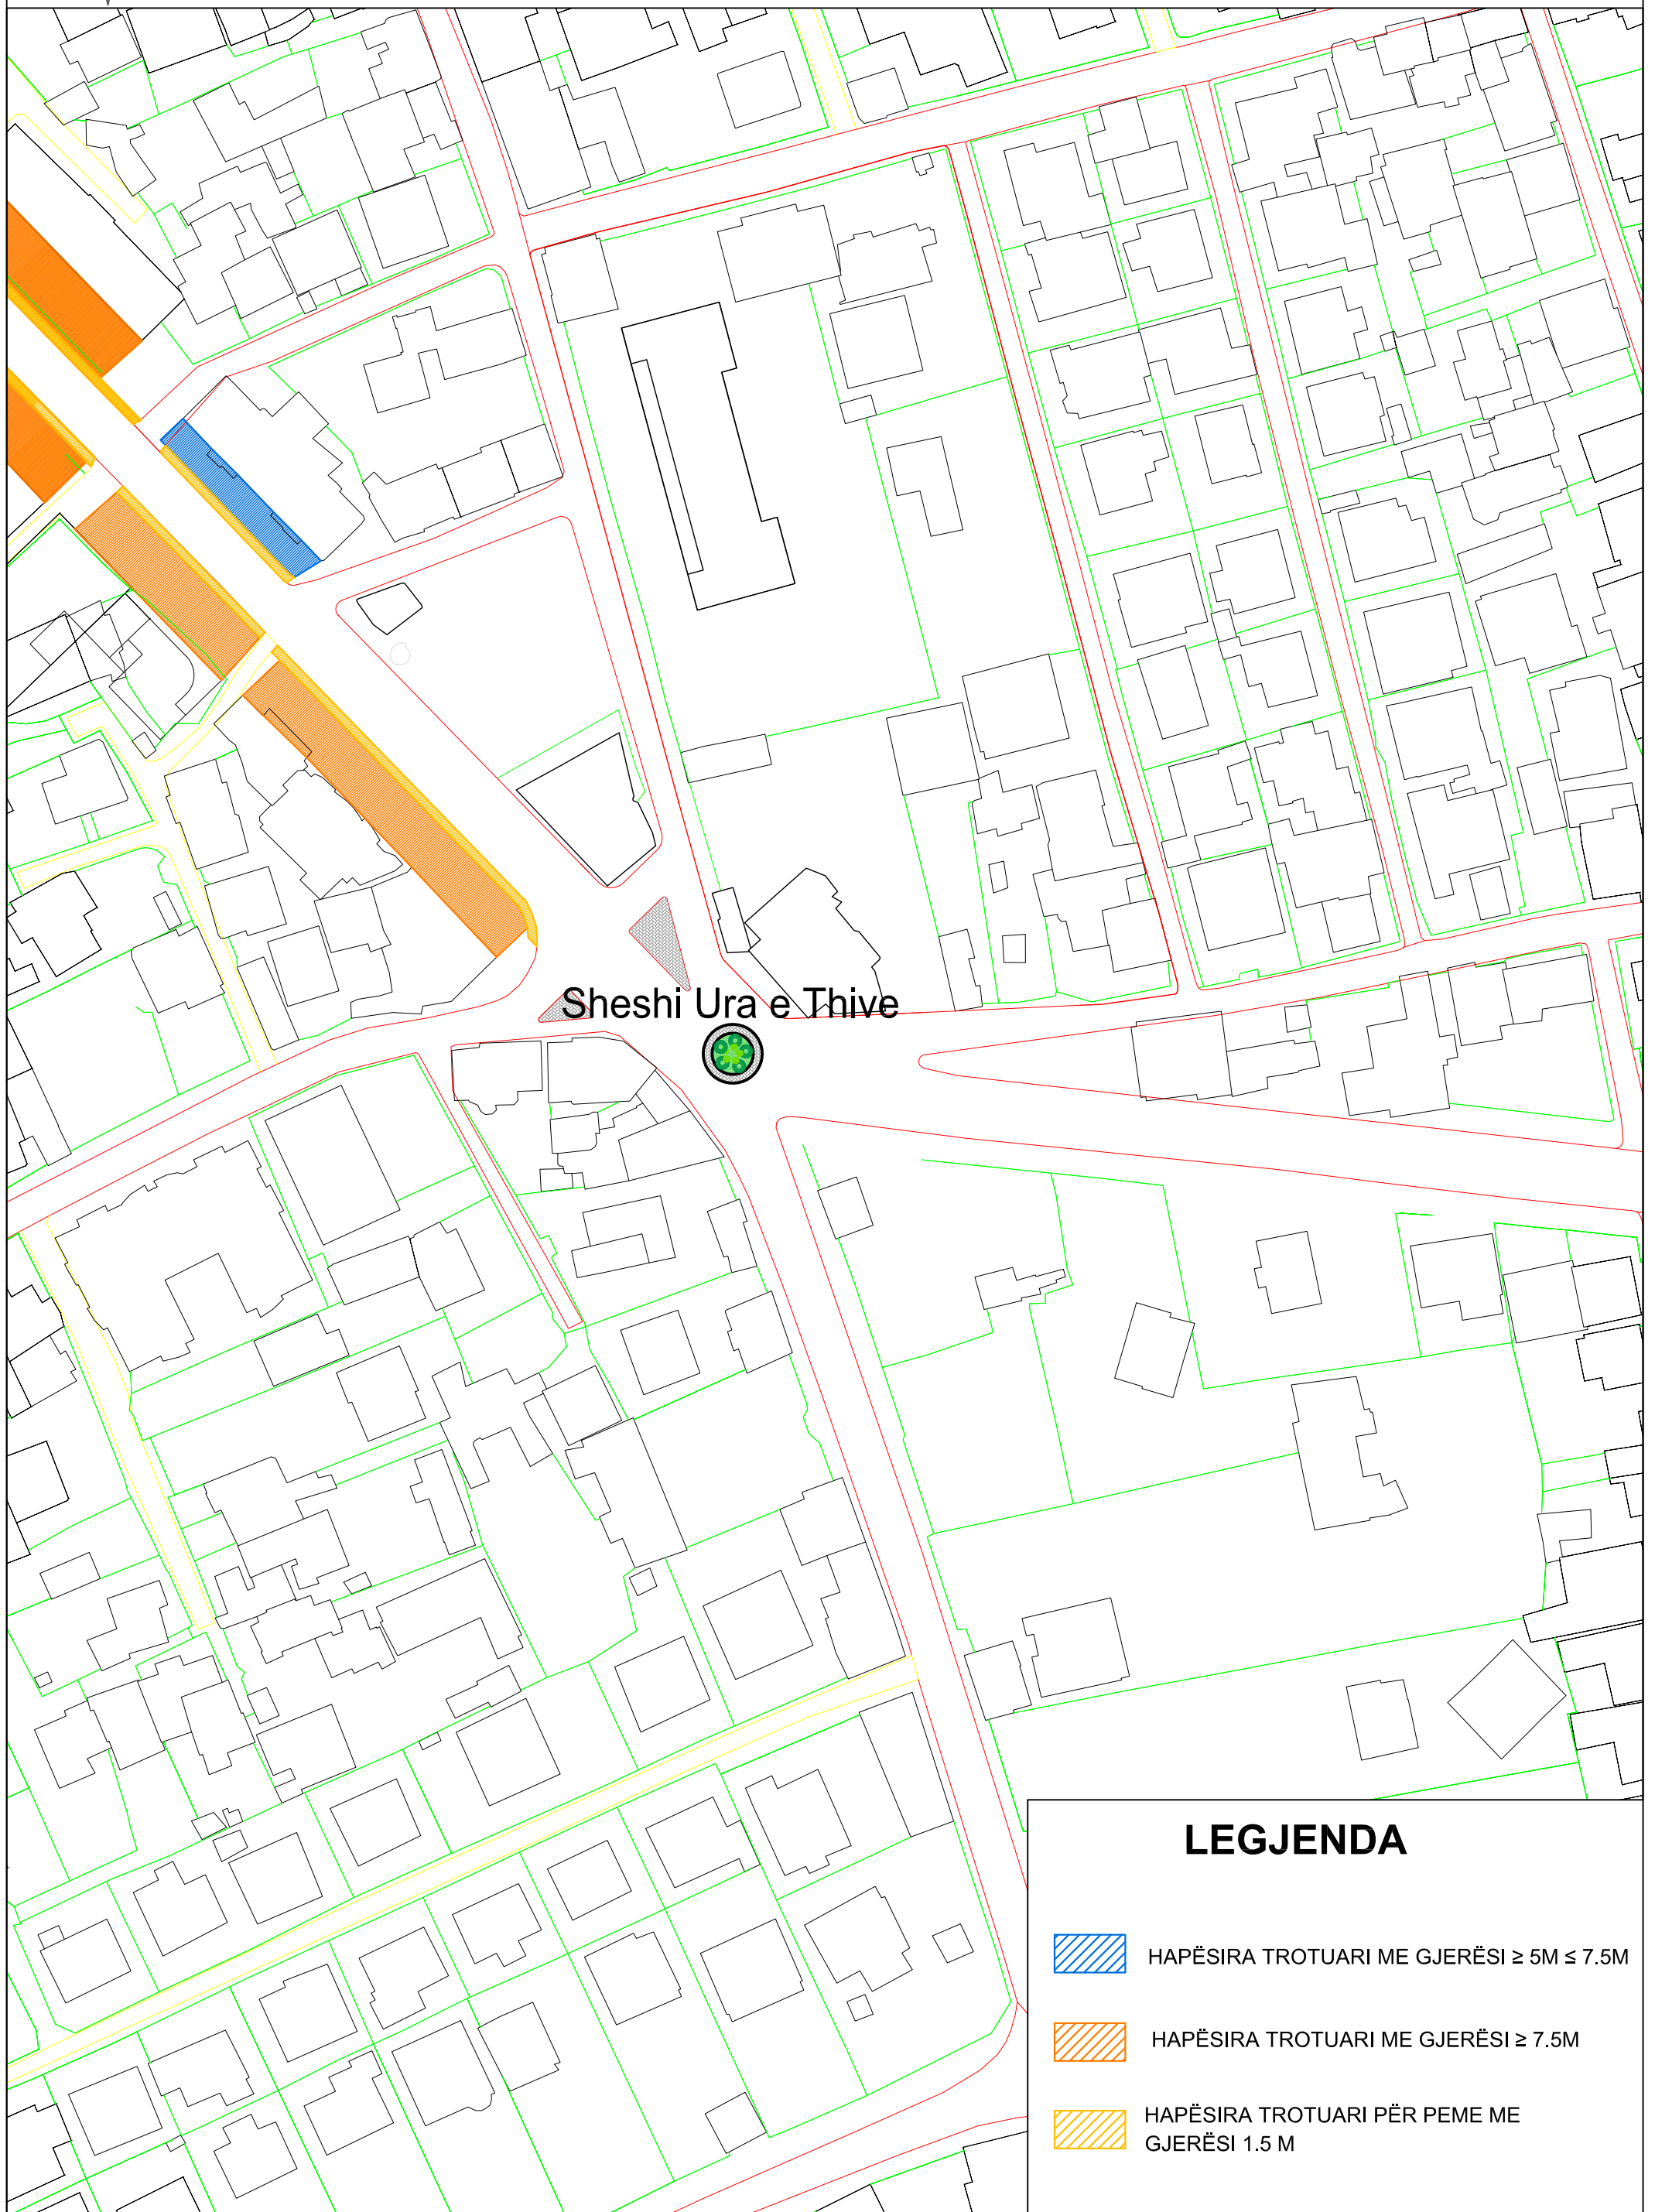 Sheshi Ura e Thive
LEGJENDA
HAPËSIRA TROTUARI ME GJERËSI ≥ 5M ≤ 7.5M
HAPËSIRA TROTUARI ME GJERËSI ≥ 7.5M
HAPËSIRA TROTUARI PËR PEME ME
GJERËSI 1.5 M